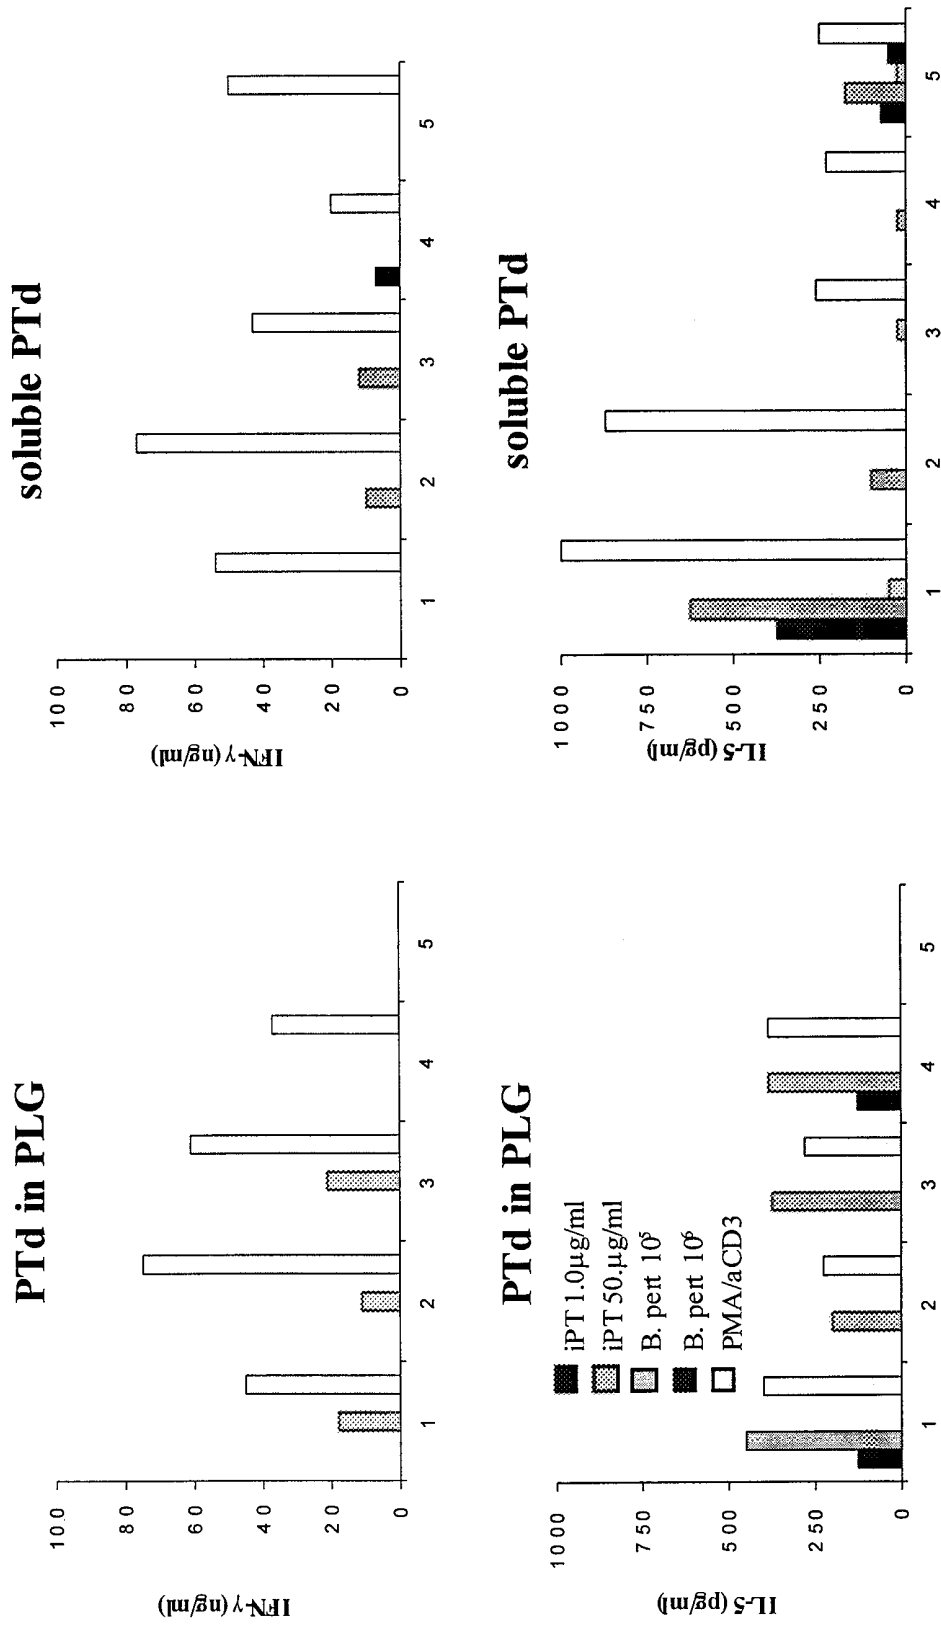 PTd in PLG
IFN-γ (ng/ml)
100
80
60
40
20
0
1 2 3 4 5
soluble PTd
IFN-γ (ng/ml)
100
80
60
40
20
0
1 2 3 4 5
PTd in PLG
IL-5 (pg/ml)
1000
750
500
250
0
iPT 1.0µg/ml
iPT 50.µg/ml
B. pert 10⁵
B. pert 10⁶
PMA/aCD3
1 2 3 4 5
soluble PTd
IL-5 (pg/ml)
1000
750
500
250
0
1 2 3 4 5